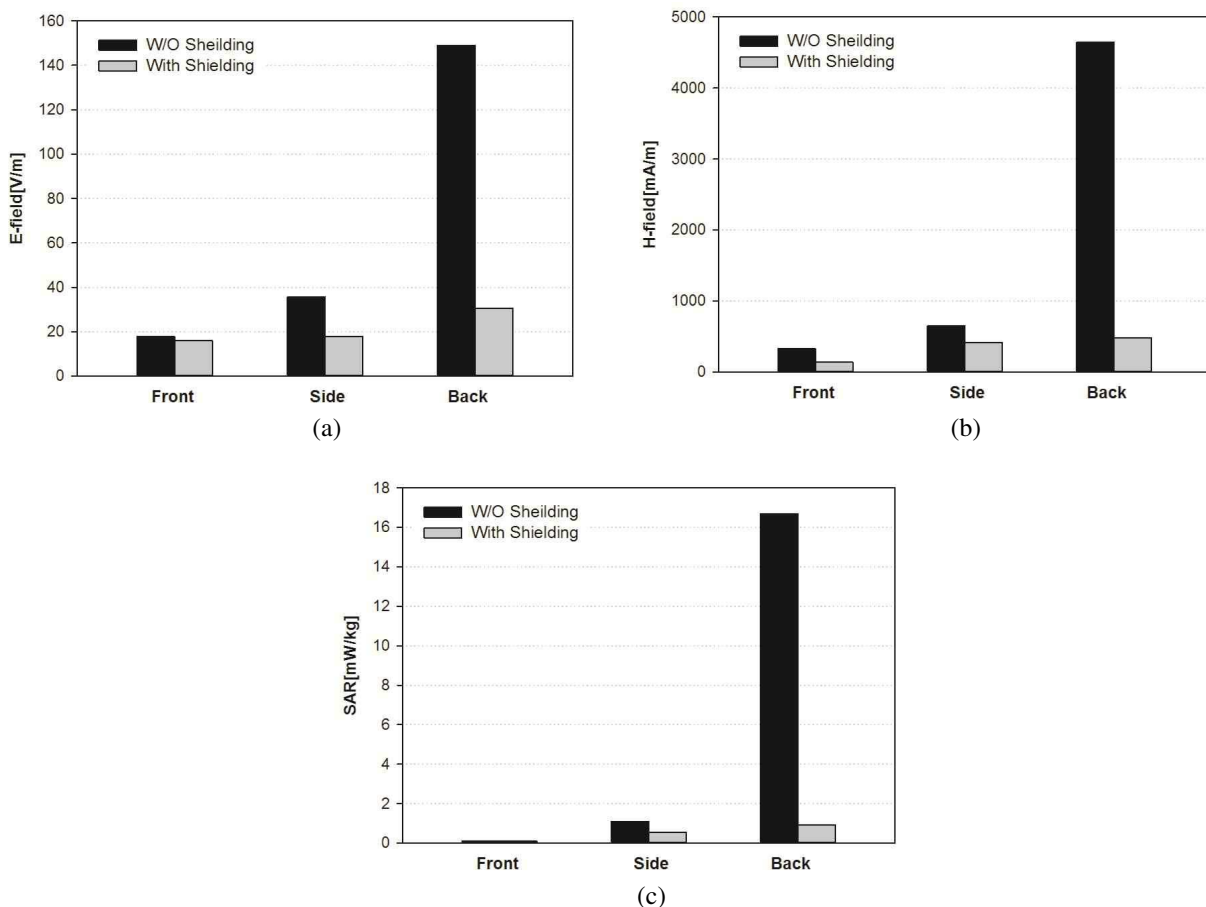 160
140
120
100
80
60
40
20
0
E-field[V/m]
W/O Sheilding
With Shielding
Front Side Back
(a)
5000
4000
3000
2000
1000
0
H-field[mA/m]
W/O Sheilding
With Shielding
Front Side Back
(b)
18
16
14
12
10
8
6
4
2
0
SAR[mW/kg]
W/O Sheilding
With Shielding
Front Side Back
(c)